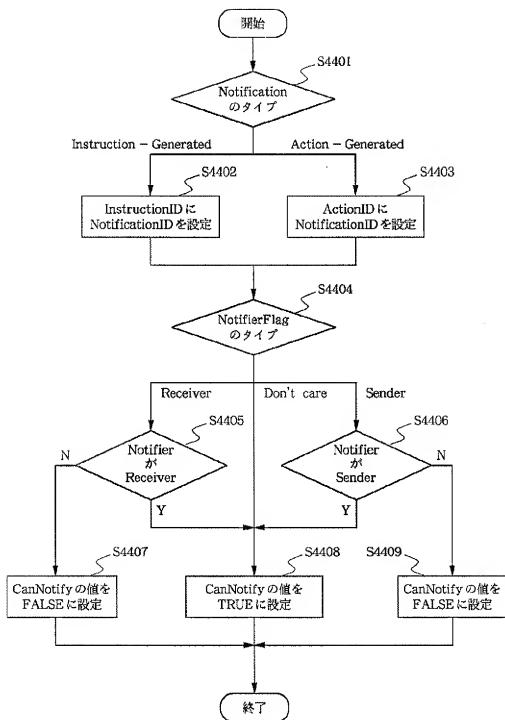 開始
S4401
Notification
のタイプ
Instruction－Generated
Action－Generated
S4402
S4403
InstructionIDに
NotificationIDを設定
ActionIDに
NotificationIDを設定
S4404
NotifierFlag
のタイプ
Receiver
Don't care
Sender
S4405
S4406
N
Notifier
が
Receiver
Y
Notifier
が
Sender
N
Y
S4407
S4408
S4409
CanNotifyの値を
FALSEに設定
CanNotifyの値を
TRUEに設定
CanNotifyの値を
FALSEに設定
終了